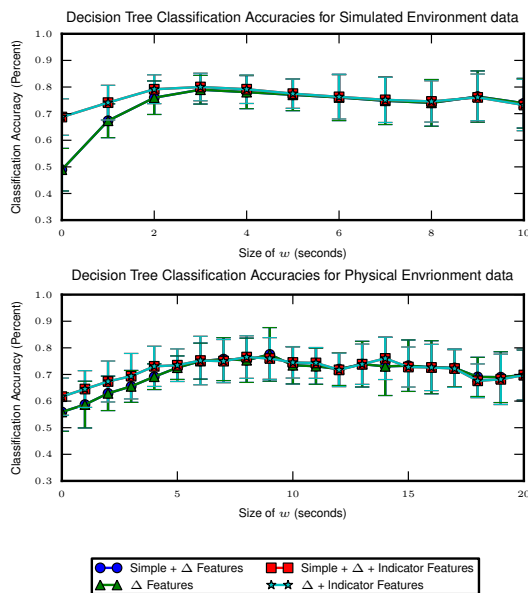 Decision Tree Classification Accuracies for Simulated Environment data
1.0
0.9
0.8
0.7
0.6
0.5
0.4
0.3
Classification Accuracy (Percent)
0 2 4 6 8 10
Size of w (seconds)
Decision Tree Classification Accuracies for Physical Envrionment data
1.0
0.9
0.8
0.7
0.6
0.5
0.4
0.3
Classification Accuracy (Percent)
0 5 10 15 20
Size of w (seconds)
Simple + Δ Features
Δ Features
Simple + Δ + Indicator Features
Δ + Indicator Features